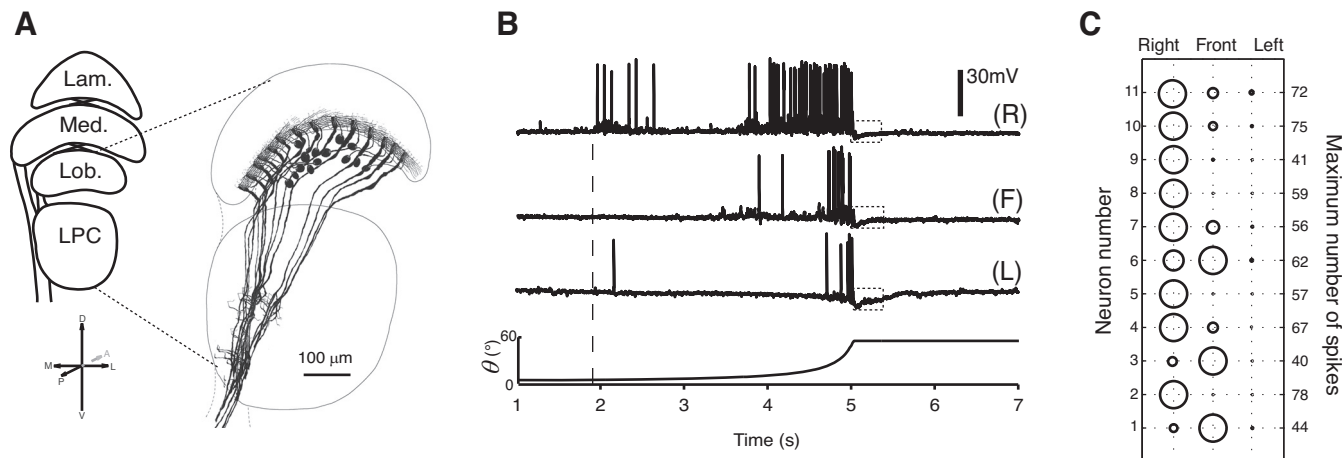 A
Lam.
Med.
Lob.
LPC
D
A
M
L
P
V
100 μm
B
30mV
(R)
(F)
(L)
θ(°)
60
0
1 2 3 4 5 6 7
Time (s)
C
Right Front Left
Neuron number
Maximum number of spikes
11 72
10 75
9 41
8 59
7 56
6 62
5 57
4 67
3 40
2 78
1 44